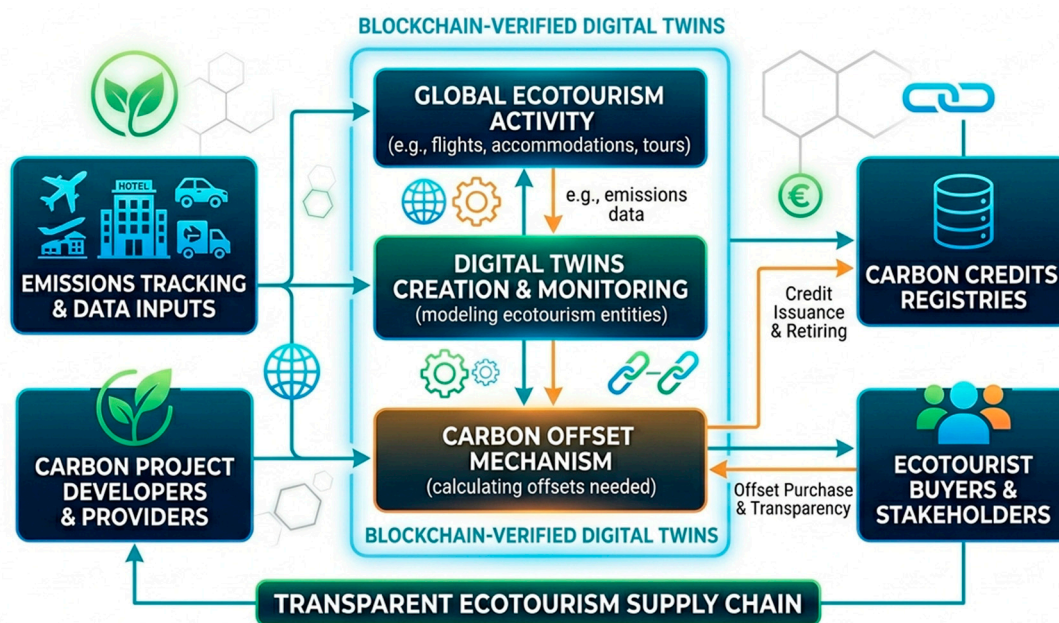 BLOCKCHAIN-VERIFIED DIGITAL TWINS
GLOBAL ECOTOURISM
ACTIVITY
(e.g., flights, accommodations, tours)
HOTEL
EMISSIONS TRACKING
& DATA INPUTS
e.g., emissions
data
€
DIGITAL TWINS
CREATION & MONITORING
(modeling ecotourism entities)
CARBON CREDITS
REGISTRIES
Credit
Issuance
& Retiring
CARBON PROJECT
DEVELOPERS
& PROVIDERS
CARBON OFFSET
MECHANISM
(calculating offsets needed)
Offset Purchase
& Transparency
ECOTOURIST
BUYERS &
STAKEHOLDERS
BLOCKCHAIN-VERIFIED DIGITAL TWINS
TRANSPARENT ECOTOURISM SUPPLY CHAIN